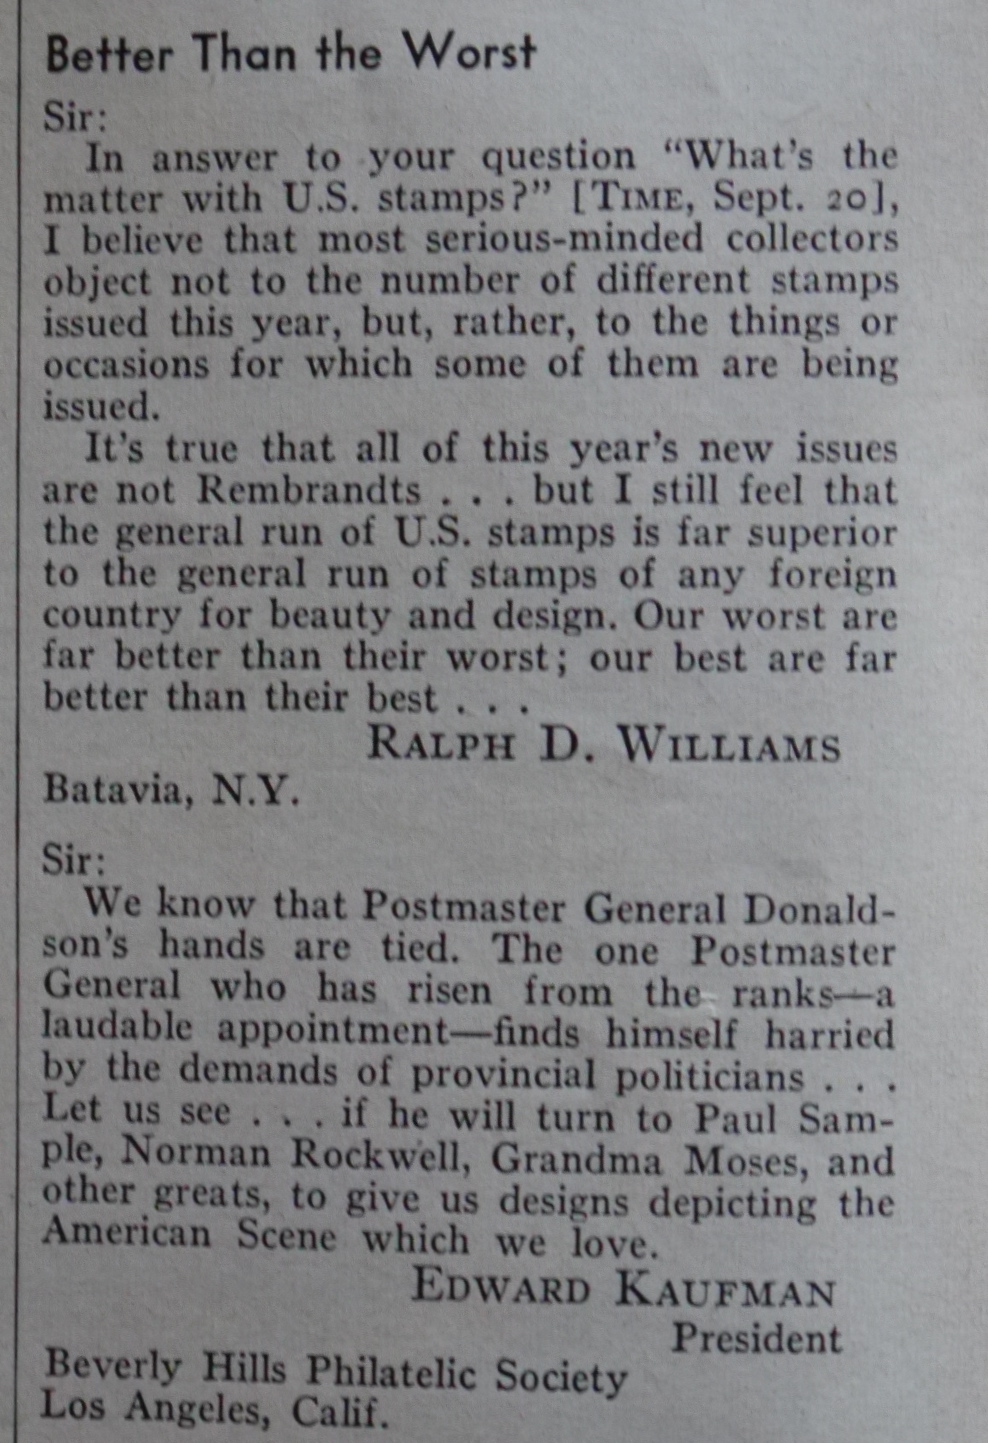 Better Than the Worst
Sir:
In answer to your question “What’s the
matter with U.S. stamps?” [TIME, Sept. 20],
I believe that most serious-minded collectors
object not to the number of different stamps
issued this year, but, rather, to the things or
occasions for which some of them are being
issued.
It’s true that all of this year’s new issues
are not Rembrandts . . . but I still feel that
the general run of U.S. stamps is far superior
to the general run of stamps of any foreign
country for beauty and design. Our worst are
far better than their worst; our best are far
better than their best . . .
RALPH D. WILLIAMS
Batavia, N.Y.
Sir:
We know that Postmaster General Donald-
son’s hands are tied. The one Postmaster
General who has risen from the ranks—a
laudable appointment—finds himself harried
by the demands of provincial politicians . . .
Let us see . . . if he will turn to Paul Sam-
ple, Norman Rockwell, Grandma Moses, and
other greats, to give us designs depicting the
American Scene which we love.
EDWARD KAUFMAN
President
Beverly Hills Philatelic Society
Los Angeles, Calif.